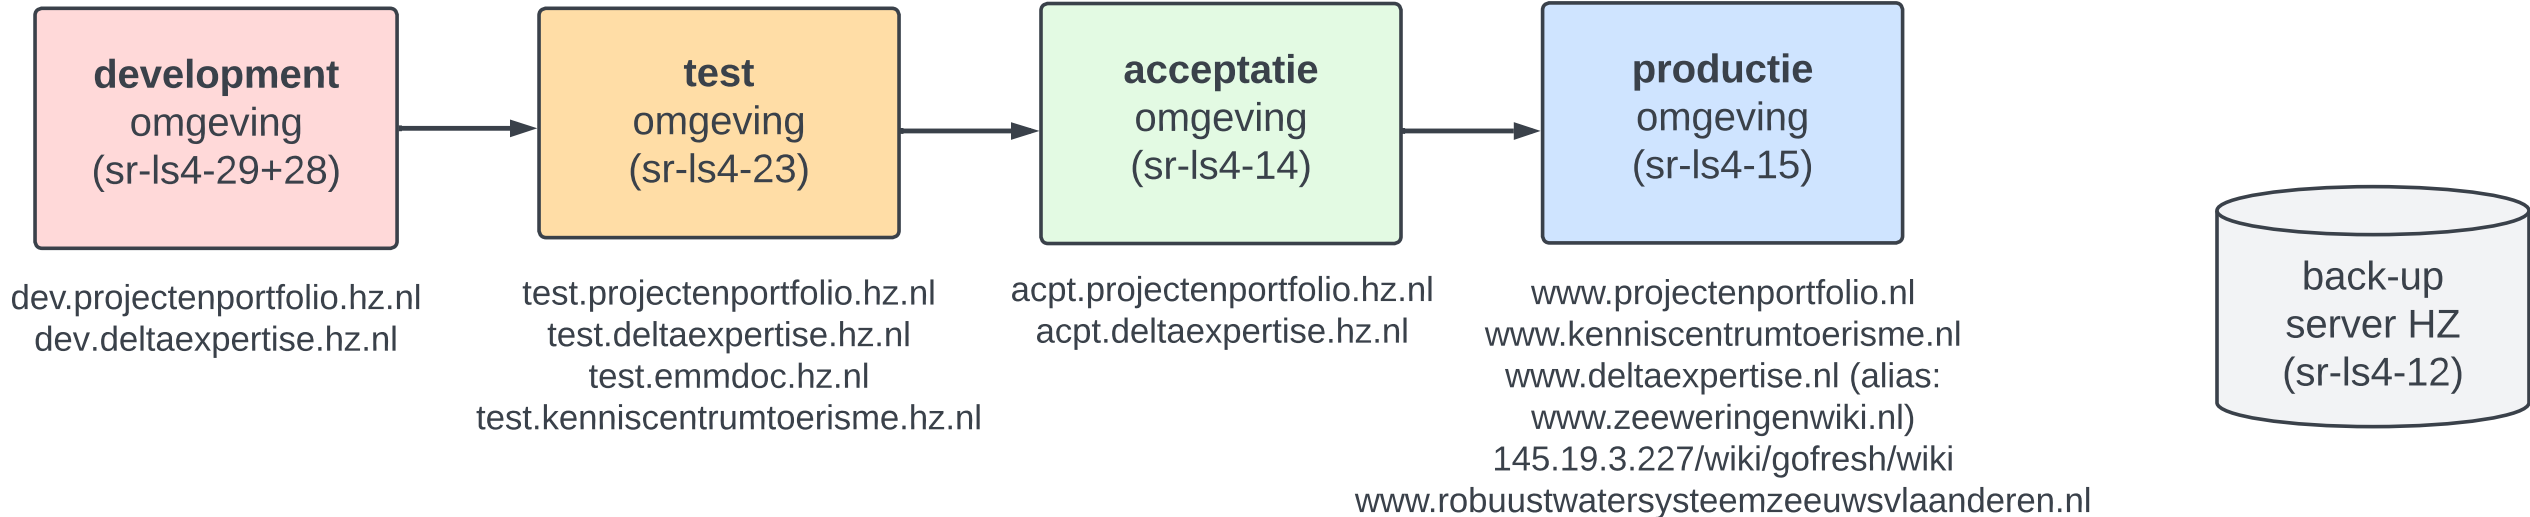 development
omgeving
(sr-ls4-29+28)
dev.projectenportfolio.hz.nl
dev.deltaexpertise.hz.nl
test
omgeving
(sr-ls4-23)
test.projectenportfolio.hz.nl
test.deltaexpertise.hz.nl
test.emmdoc.hz.nl
test.kenniscentrumtoerisme.hz.nl
acceptatie
omgeving
(sr-ls4-14)
acpt.projectenportfolio.hz.nl
acpt.deltaexpertise.hz.nl
productie
omgeving
(sr-ls4-15)
www.projectenportfolio.nl
www.kenniscentrumtoerisme.nl
www.deltaexpertise.nl (alias:
www.zeeweringenwiki.nl)
145.19.3.227/wiki/gofresh/wiki
www.robuustwatersysteemzeeuwsvlaanderen.nl
back-up
server HZ
(sr-ls4-12)